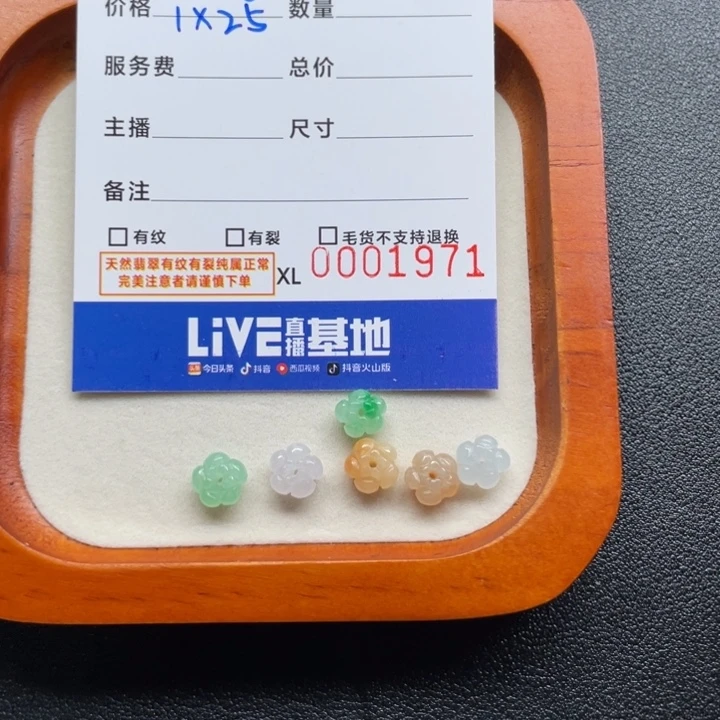 价格 1X25 数量
服务费 总价
主播 尺寸
备注
有纹 有裂 毛货不支持退换
天然翡翠有纹有裂纯属正常
完美注意者请谨慎下单
XL 0001971
LiVE直播基地
头条 今日头条 抖音 西瓜视频 抖音火山版